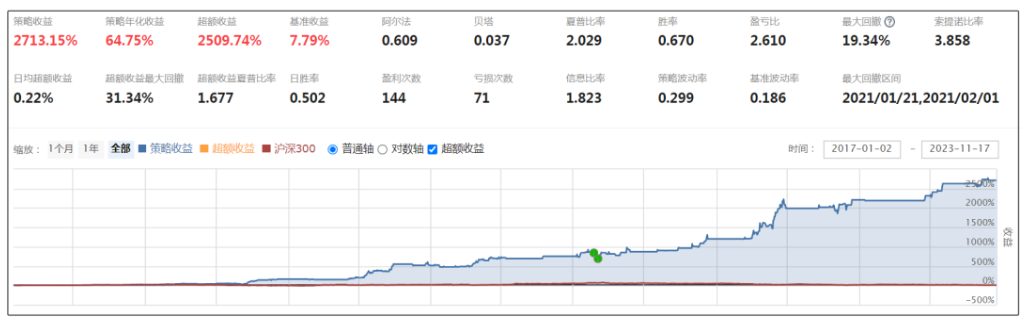 策略收益 策略年化收益 超额收益 基准收益 阿尔法 贝塔 夏普比率 胜率 盈亏比 最大回撤 ? 索提诺比率
2713.15% 64.75% 2509.74% 7.79% 0.609 0.037 2.029 0.670 2.610 19.34% 3.858
日均超额收益 超额收益最大回撤 超额收益夏普比率 日胜率 盈利次数 亏损次数 信息比率 策略波动率 基准波动率 最大回撤区间
0.22% 31.34% 1.677 0.502 144 71 1.823 0.299 0.186 2021/01/21,2021/02/01
缩放： 1个月 1年 全部 策略收益 超额收益 沪深300 普通轴 对数轴 超额收益 时间： 2017-01-02 - 2023-11-17
2500%
2000%
1500%
1000%
500%
0%
-500%
收益